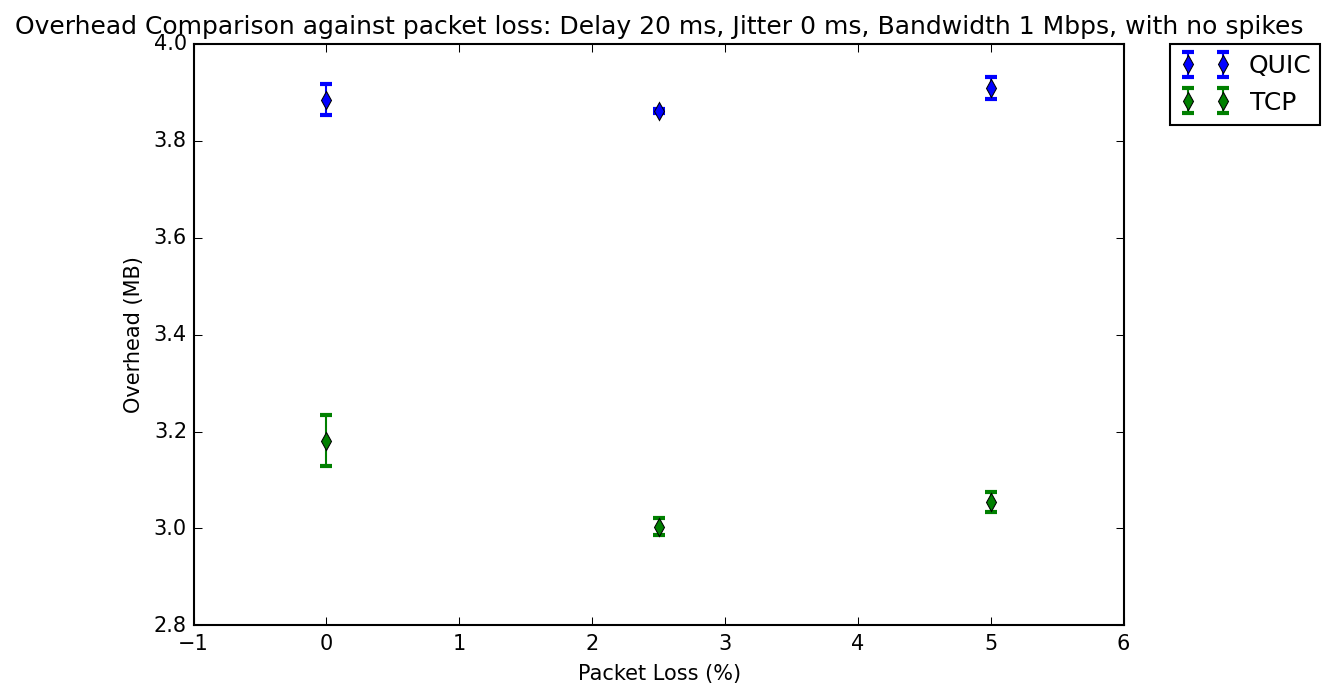 Overhead Comparison against packet loss: Delay 20 ms, Jitter 0 ms, Bandwidth 1 Mbps, with no spikes
QUIC
TCP
Overhead (MB)
4.0
3.8
3.6
3.4
3.2
3.0
2.8
−1 0 1 2 3 4 5 6
Packet Loss (%)